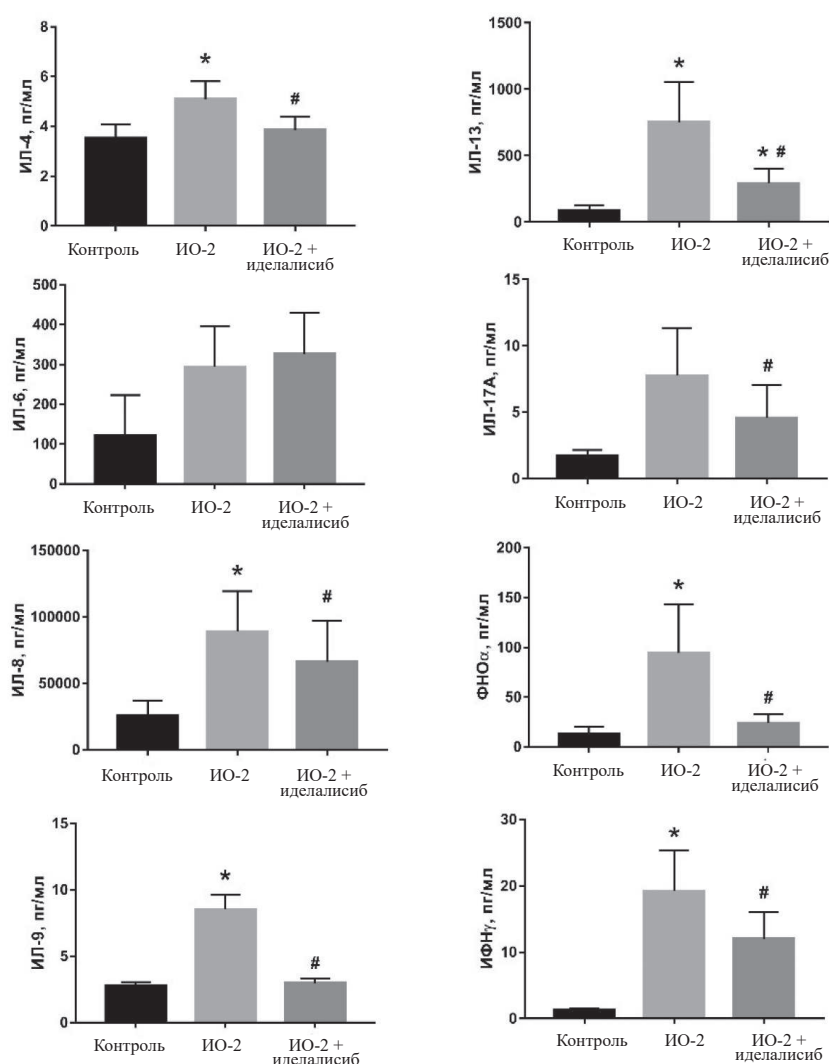 ИЛ-4, пг/мл
8
6
4
2
0
*
#
Контроль
ИО-2
ИО-2 +
иделалисиб
ИЛ-13, пг/мл
1500
1000
500
0
*
* #
Контроль
ИО-2
ИО-2 +
иделалисиб
ИЛ-6, пг/мл
500
400
300
200
100
0
Контроль
ИО-2
ИО-2 +
иделалисиб
ИЛ-17А, пг/мл
15
10
5
0
#
Контроль
ИО-2
ИО-2 +
иделалисиб
ИЛ-8, пг/мл
150000
100000
50000
0
*
#
Контроль
ИО-2
ИО-2 +
иделалисиб
ФНОα, пг/мл
200
150
100
50
0
*
#
Контроль
ИО-2
ИО-2 +
иделалисиб
ИЛ-9, пг/мл
15
10
5
0
*
#
Контроль
ИО-2
ИО-2 +
иделалисиб
ИФНγ, пг/мл
30
20
10
0
*
#
Контроль
ИО-2
ИО-2 +
иделалисиб